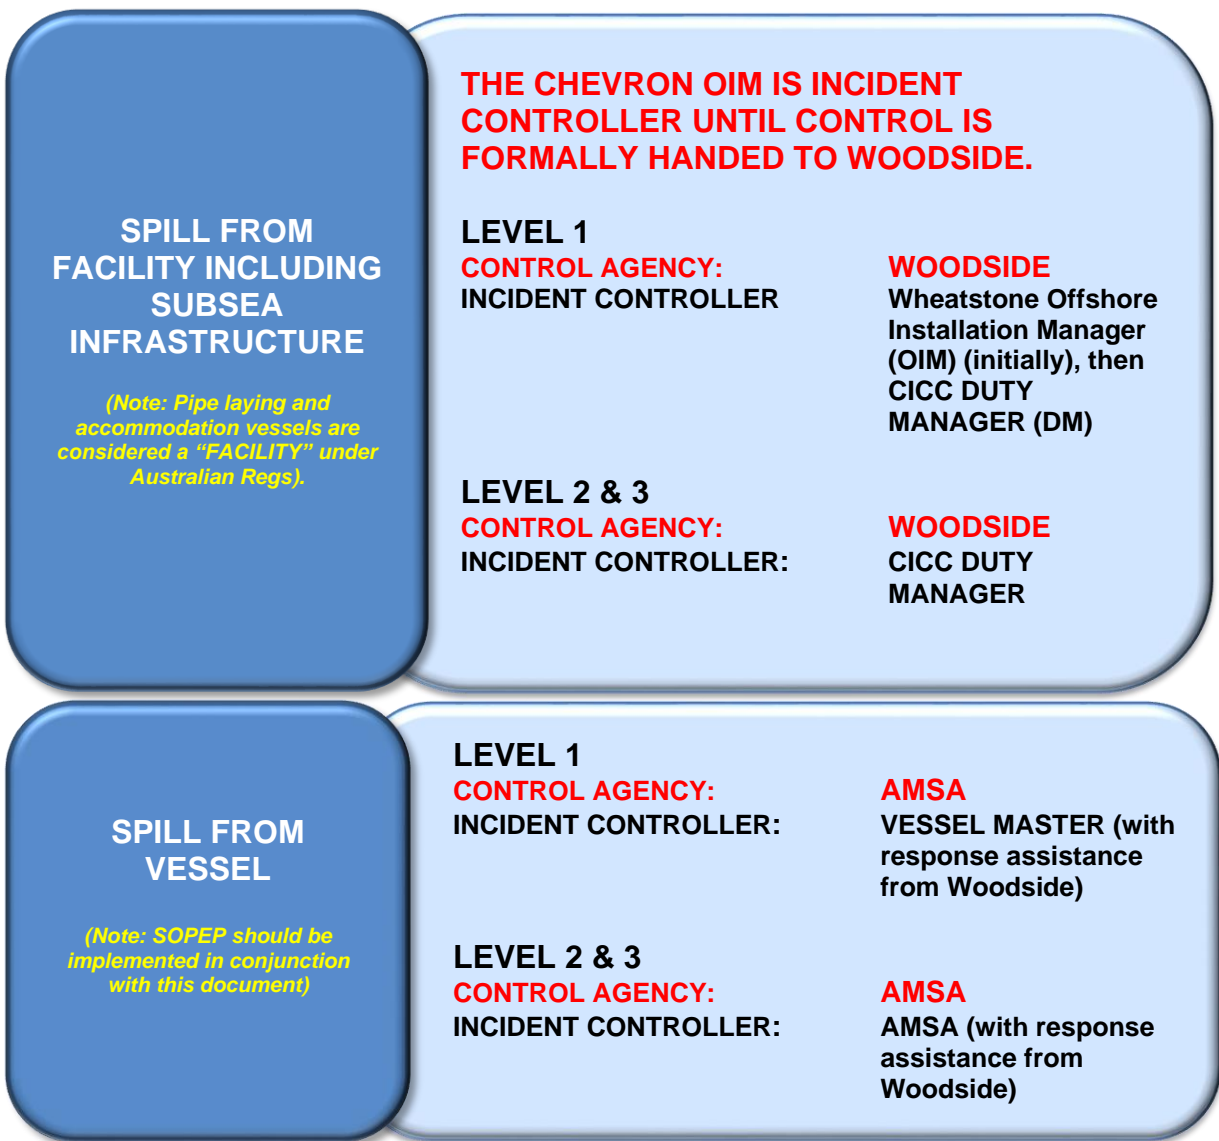 SPILL FROM
FACILITY INCLUDING
SUBSEA
INFRASTRUCTURE
(Note: Pipe laying and
accommodation vessels are
considered a “FACILITY” under
Australian Regs).
THE CHEVRON OIM IS INCIDENT
CONTROLLER UNTIL CONTROL IS
FORMALLY HANDED TO WOODSIDE.
LEVEL 1
CONTROL AGENCY: WOODSIDE
INCIDENT CONTROLLER Wheatstone Offshore
Installation Manager
(OIM) (initially), then
CICC DUTY
MANAGER (DM)
LEVEL 2 & 3
CONTROL AGENCY: WOODSIDE
INCIDENT CONTROLLER: CICC DUTY
MANAGER
SPILL FROM
VESSEL
(Note: SOPEP should be
implemented in conjunction
with this document)
LEVEL 1
CONTROL AGENCY: AMSA
INCIDENT CONTROLLER: VESSEL MASTER (with
response assistance
from Woodside)
LEVEL 2 & 3
CONTROL AGENCY: AMSA
INCIDENT CONTROLLER: AMSA (with response
assistance from
Woodside)